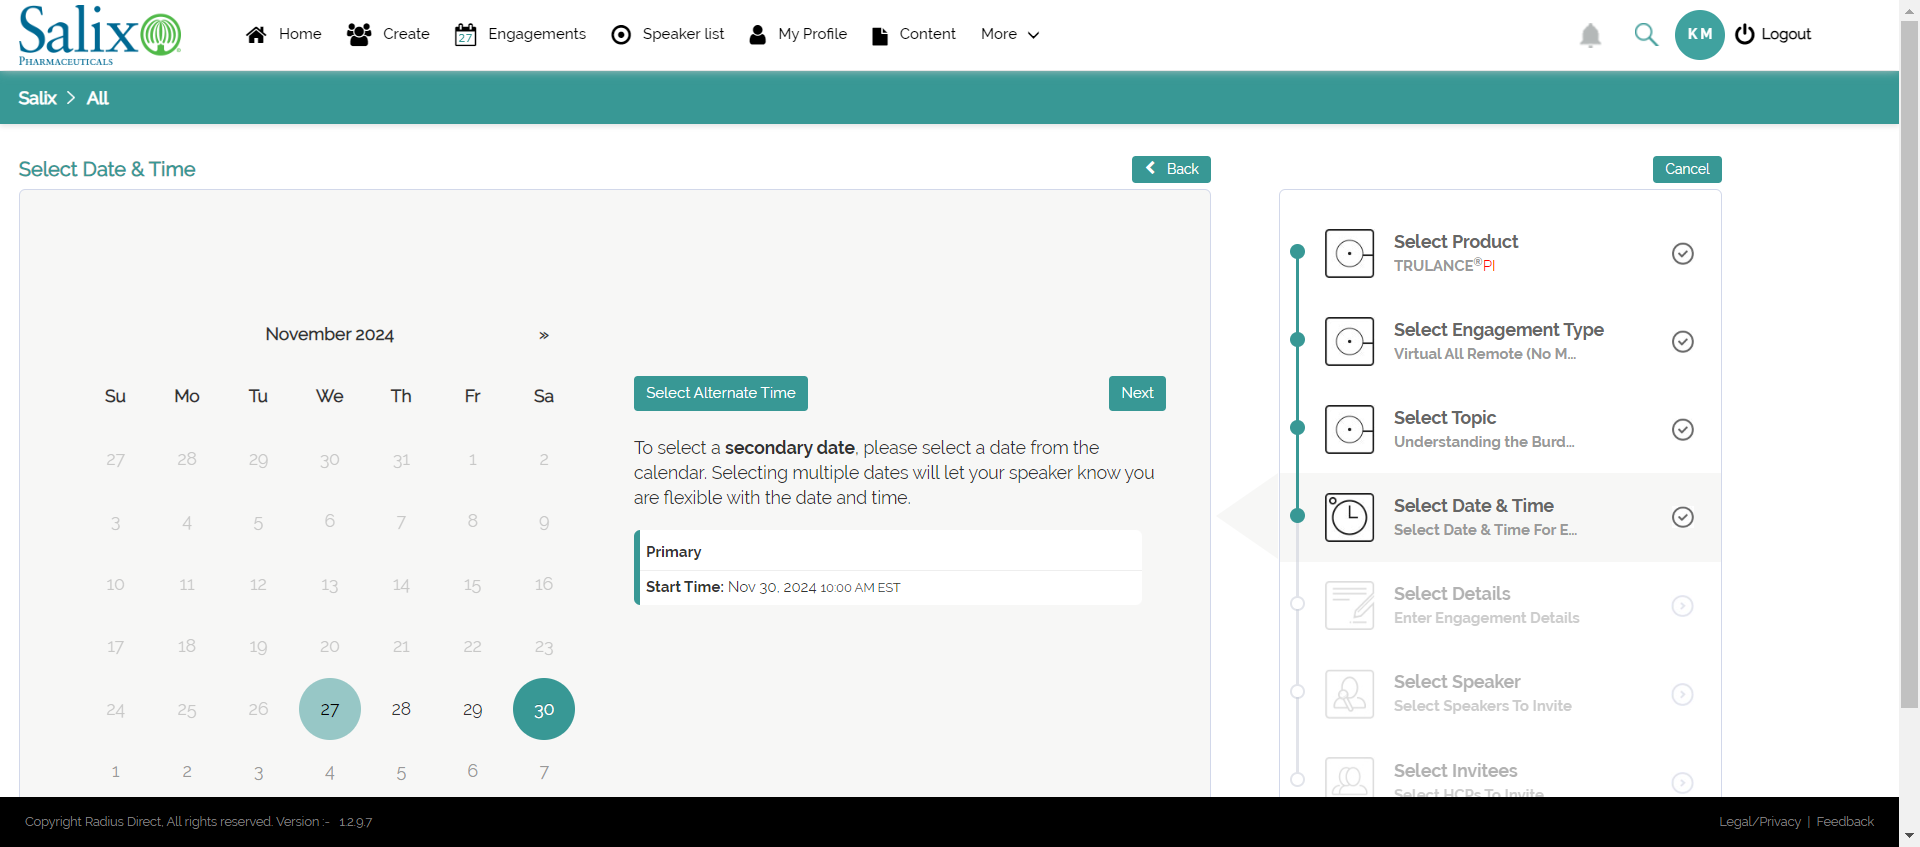 Salix
PHARMACEUTICALS
Home
Create
27
Engagements
Speaker list
My Profile
Content
More
KM
Logout
Salix > All
Select Date & Time
Back
Cancel
November 2024 »
Su Mo Tu We Th Fr Sa
27 28 29 30 31 1 2
3 4 5 6 7 8 9
10 11 12 13 14 15 16
17 18 19 20 21 22 23
24 25 26 27 28 29 30
1 2 3 4 5 6 7
Select Alternate Time
Next
To select a secondary date, please select a date from the
calendar. Selecting multiple dates will let your speaker know you
are flexible with the date and time.
Primary
Start Time: Nov 30, 2024 10:00 AM EST
Select Product
TRULANCE®PI
Select Engagement Type
Virtual All Remote (No M...
Select Topic
Understanding the Burd...
Select Date & Time
Select Date & Time For E...
Select Details
Enter Engagement Details
Select Speaker
Select Speakers To Invite
Select Invitees
Select HCPs To Invite
Copyright Radius Direct, All rights reserved. Version :- 1.2.9.7
Legal/Privacy | Feedback